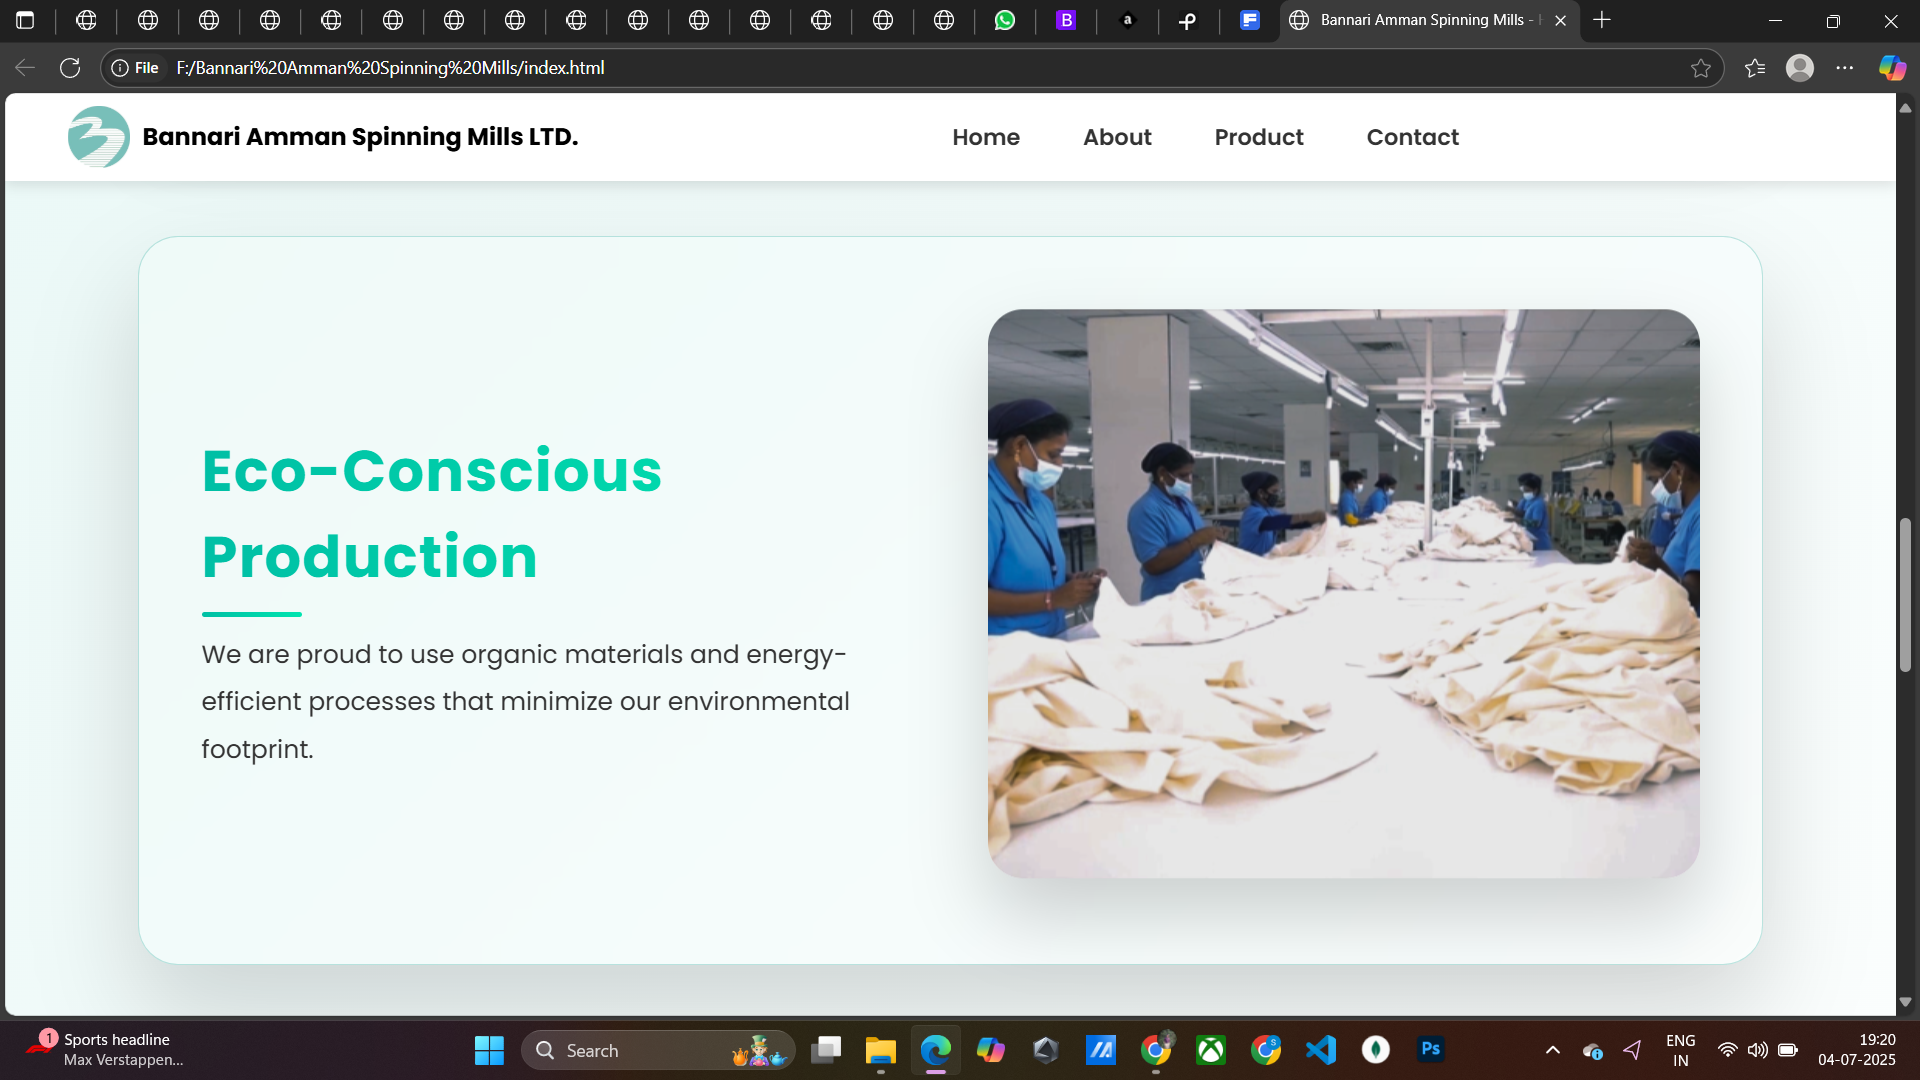 Bannari Amman Spinning Mills -
File F:/Bannari%20Amman%20Spinning%20Mills/index.html
Bannari Amman Spinning Mills LTD.
Home About Product Contact
Eco-Conscious
Production
We are proud to use organic materials and energy-
efficient processes that minimize our environmental
footprint.
1
Sports headline
Max Verstappen...
Search
Ps
ENG
IN
19:20
04-07-2025